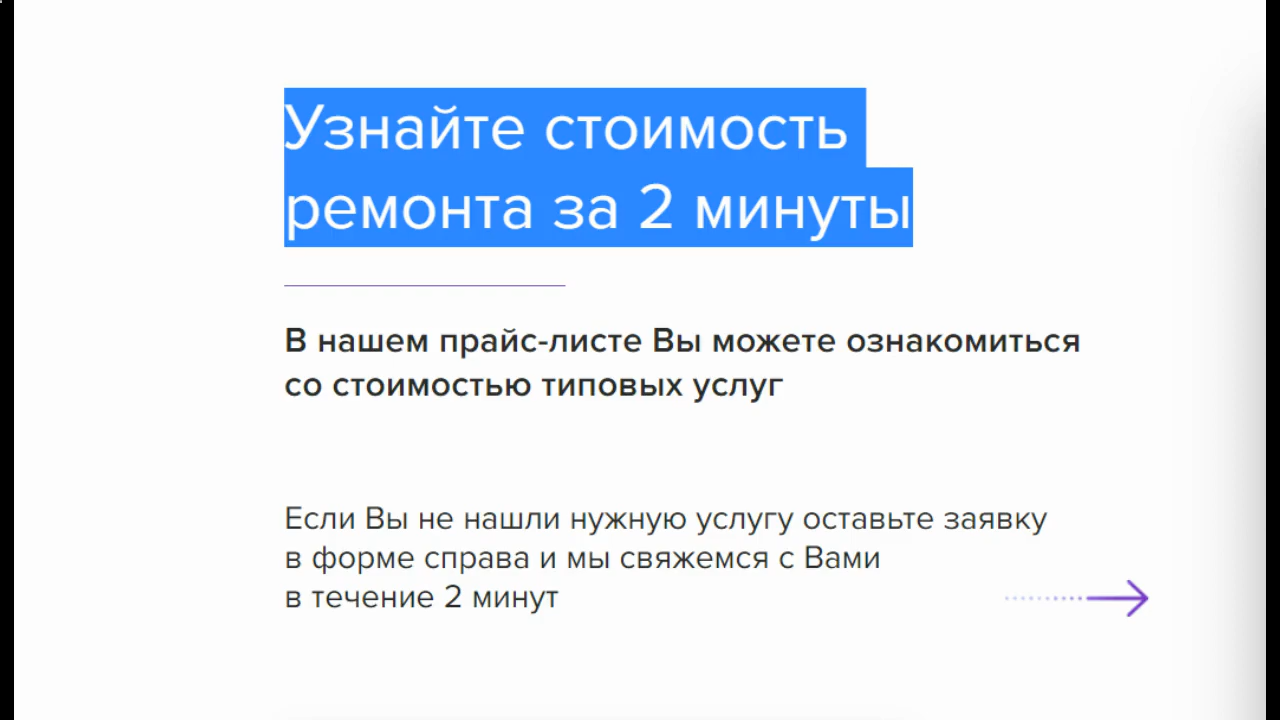 Узнайте стоимость
ремонта за 2 минуты
В нашем прайс-листе Вы можете ознакомиться
со стоимостью типовых услуг
Если Вы не нашли нужную услугу оставьте заявку
в форме справа и мы свяжемся с Вами
в течение 2 минут